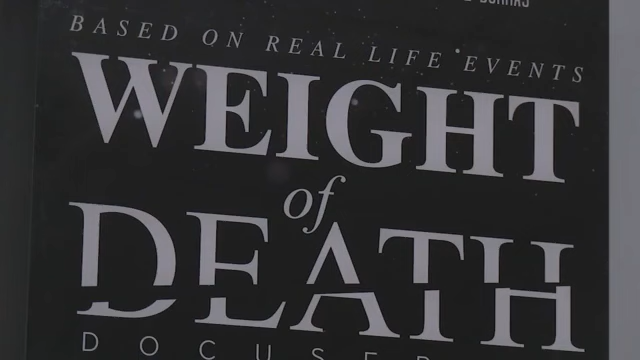 BASED ON REAL LIFE EVENTS
WEIGHT
of
DEATH